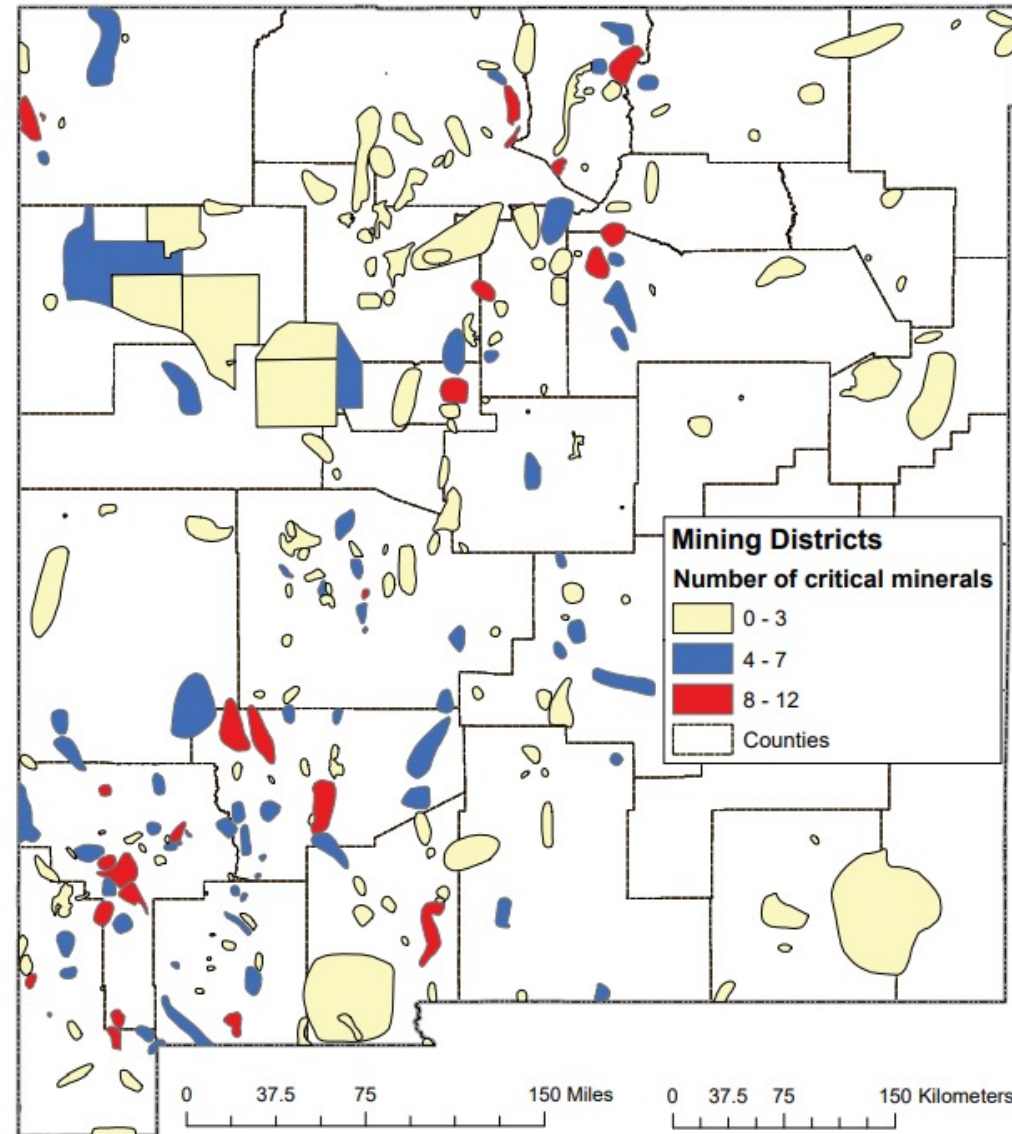 Mining Districts
Number of critical minerals
0 - 3
4 - 7
8 - 12
Counties
0 37.5 75 150 Miles
0 37.5 75 150 Kilometers